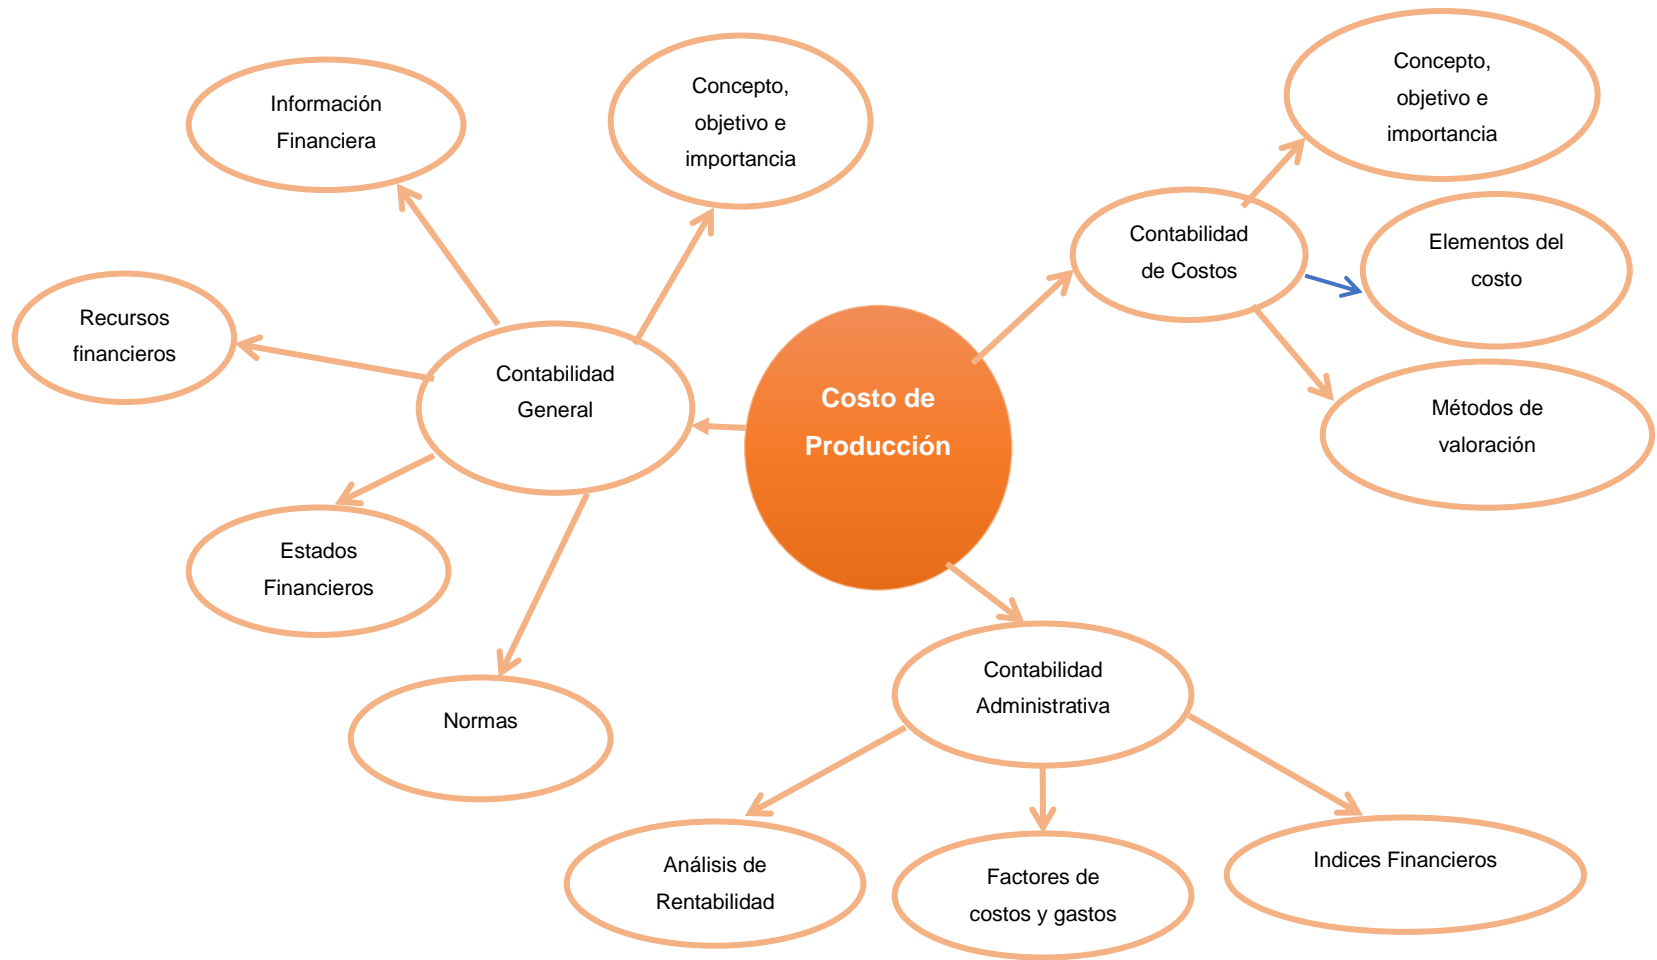 Concepto,
objetivo e
importancia
Información
Financiera
Concepto,
objetivo e
importancia
Contabilidad
de Costos
Elementos del
costo
Recursos
financieros
Contabilidad
General
Costo de
Producción
Métodos de
valoración
Estados
Financieros
Normas
Contabilidad
Administrativa
Análisis de
Rentabilidad
Factores de
costos y gastos
Indices Financieros